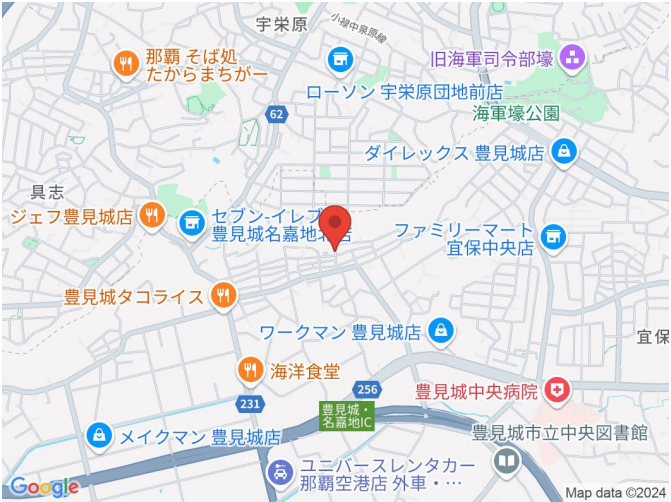 宇栄原
小禄中泉原線
那覇 そば処
たからまちがー
旧海軍司令部壕
ローソン 宇栄原団地前店
海軍壕公園
62
ダイレックス 豊見城店
具志
ジェフ豊見城店
セブン-イレブ
豊見城名嘉地北店
ファミリーマート
宜保中央店
豊見城タコライス
ワークマン 豊見城店
宜保
海洋食堂
256
豊見城中央病院
231
豊見城・
名嘉地IC
メイクマン 豊見城店
豊見城市立中央図書館
ユニバースレンタカー
那覇空港店 外車・...
Google
Map data ©2024